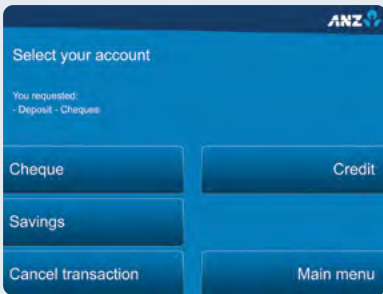 ANZ
Select your account
You requested:
- Deposit - Cheques
Cheque
Credit
Savings
Cancel transaction
Main menu